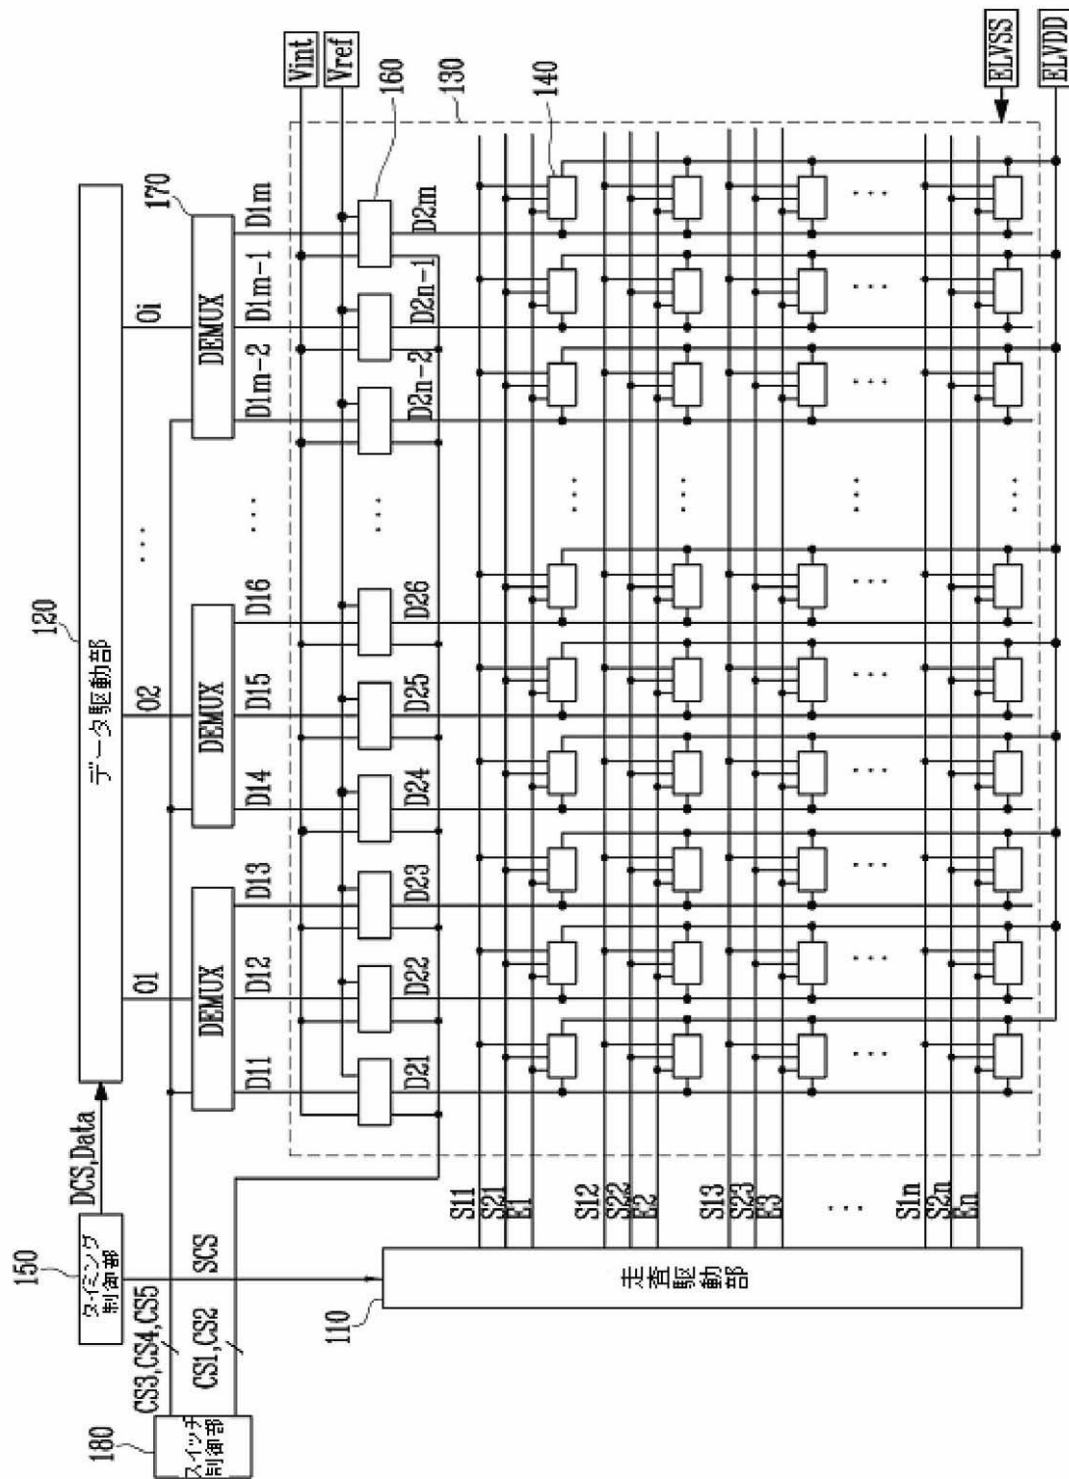 120
データ駆動部
150
タイミング
制御部
DCS,Data
O1
O2
...
Oi
170
DEMUX
DEMUX
DEMUX
180
スイッチ
制御部
CS3,CS4,CS5
CS1,CS2
SCS
D11
D12
D13
D14
D15
D16
...
D1m-2
D1m-1
D1m
Vint
Vref
160
...
D21
D22
D23
D24
D25
D26
D2n-2
D2n-1
D2m
130
140
110
走査駆動部
S11
S21
E1
...
S12
S22
E2
...
S13
S23
E3
...
...
... ... ... ... ... ...
S1n
S2n
En
...
ELVSS
ELVDD